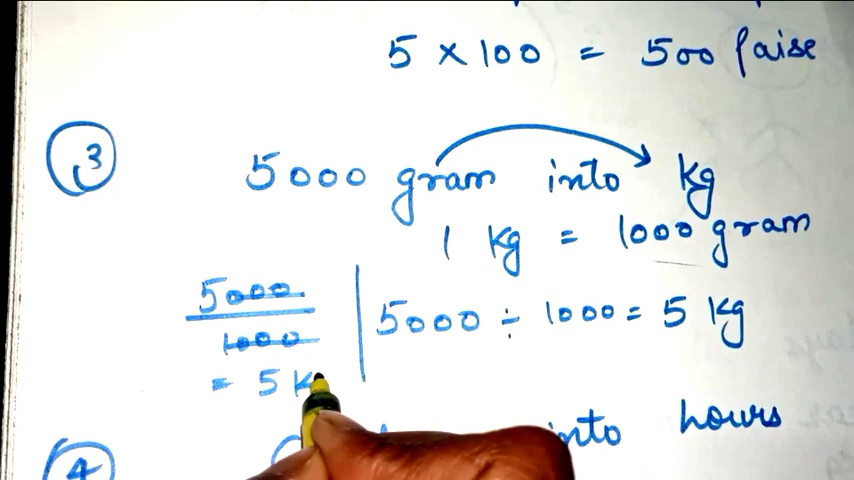 5 × 100 = 500 Paise
3
5000 gram into kg
1 kg = 1000 gram
5000
1000
= 5 K
5000 ÷ 1000 = 5 kg
4
into hours